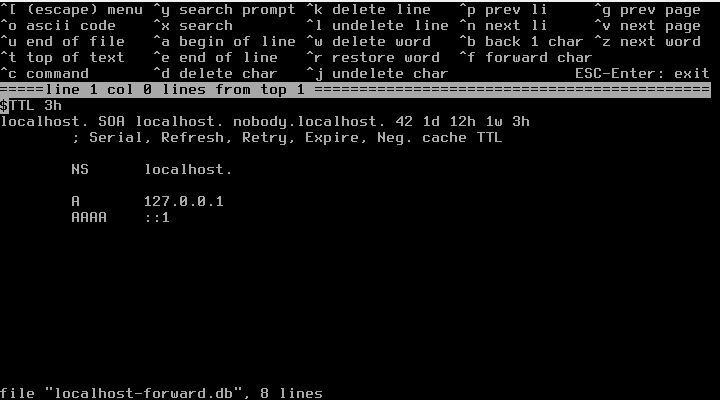 ^[ (escape) menu ^y search prompt ^k delete line ^p prev li ^g prev page
^o ascii code ^x search ^l undelete line ^n next li ^v next page
^u end of file ^a begin of line ^w delete word ^b back 1 char ^z next word
^t top of text ^e end of line ^r restore word ^f forward char
^c command ^d delete char ^j undelete char ESC-Enter: exit
=====line 1 col 0 lines from top 1 ============================================
$TTL 3h
localhost. SOA localhost. nobody.localhost. 42 1d 12h 1w 3h
; Serial, Refresh, Retry, Expire, Neg. cache TTL
NS localhost.
A 127.0.0.1
AAAA ::1
file "localhost-forward.db", 8 lines